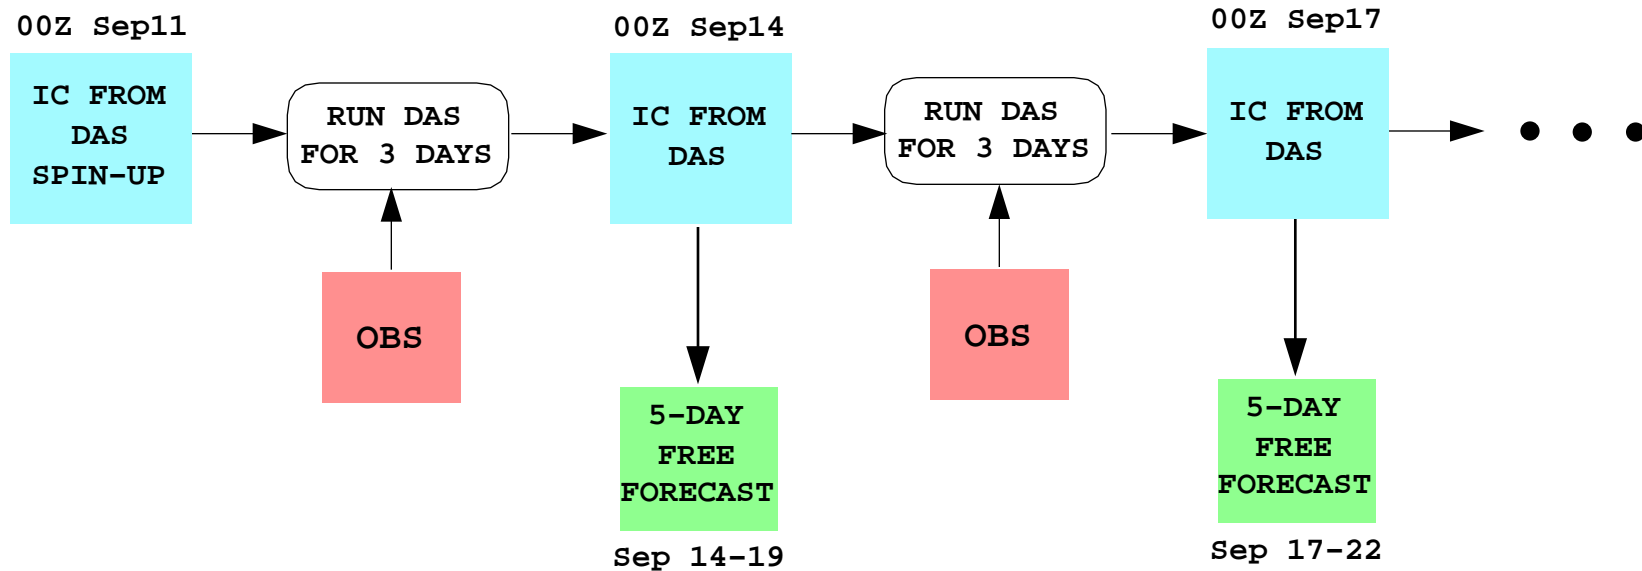 00Z Sep11
IC FROM
DAS
SPIN-UP
RUN DAS
FOR 3 DAYS
OBS
00Z Sep14
IC FROM
DAS
5-DAY
FREE
FORECAST
Sep 14-19
RUN DAS
FOR 3 DAYS
OBS
00Z Sep17
IC FROM
DAS
5-DAY
FREE
FORECAST
Sep 17-22